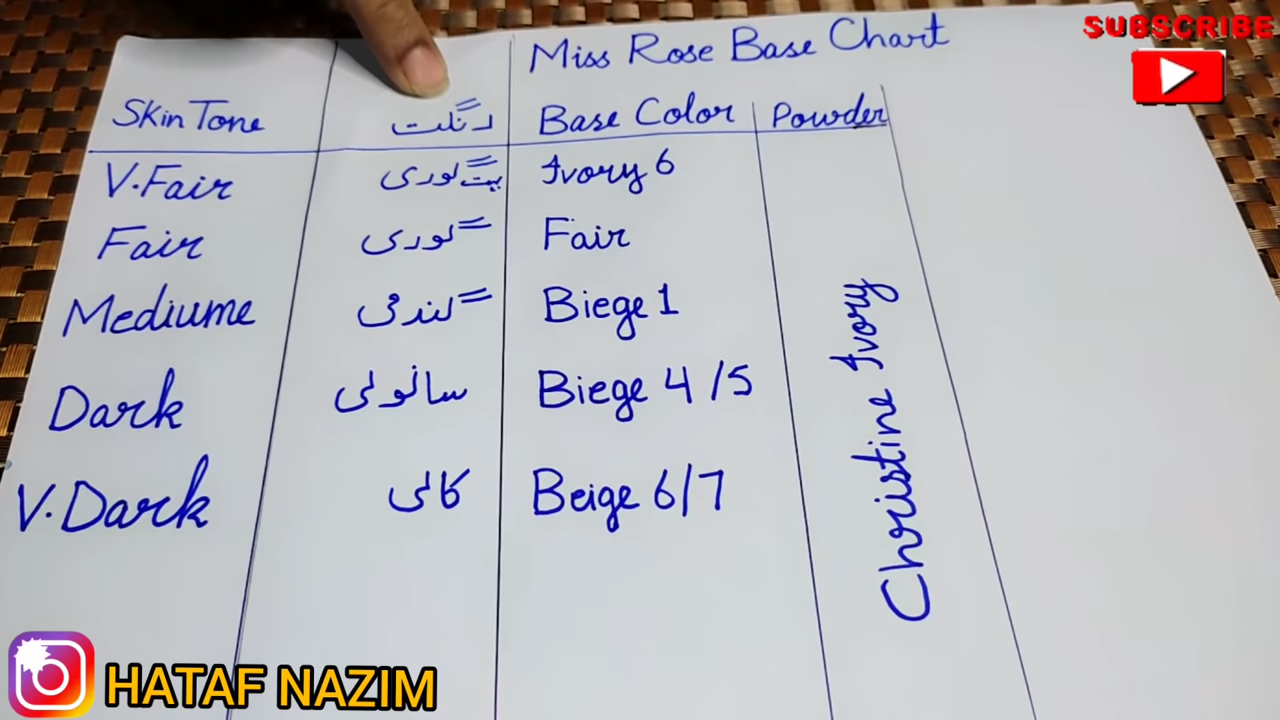 SUBSCRIBE
Miss Rose Base Chart
Skin Tone رنگت Base Color Powder
V.Fair بہت گوری Ivory 6
Fair گوری Fair
Mediume گندمی Biege 1
Dark سانولی Biege 4/5
V.Dark کالی Beige 6/7
Christine Ivory
HATAF NAZIM